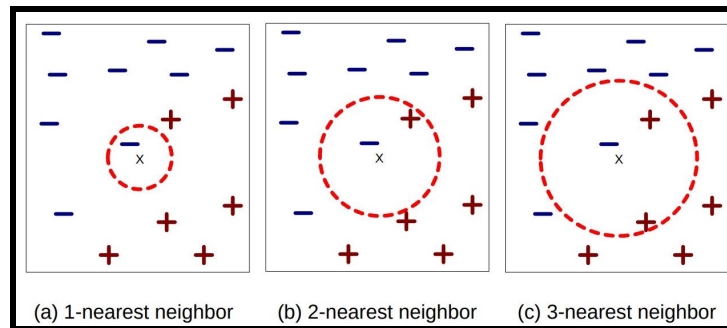 X
X
X
(a) 1-nearest neighbor
(b) 2-nearest neighbor
(c) 3-nearest neighbor